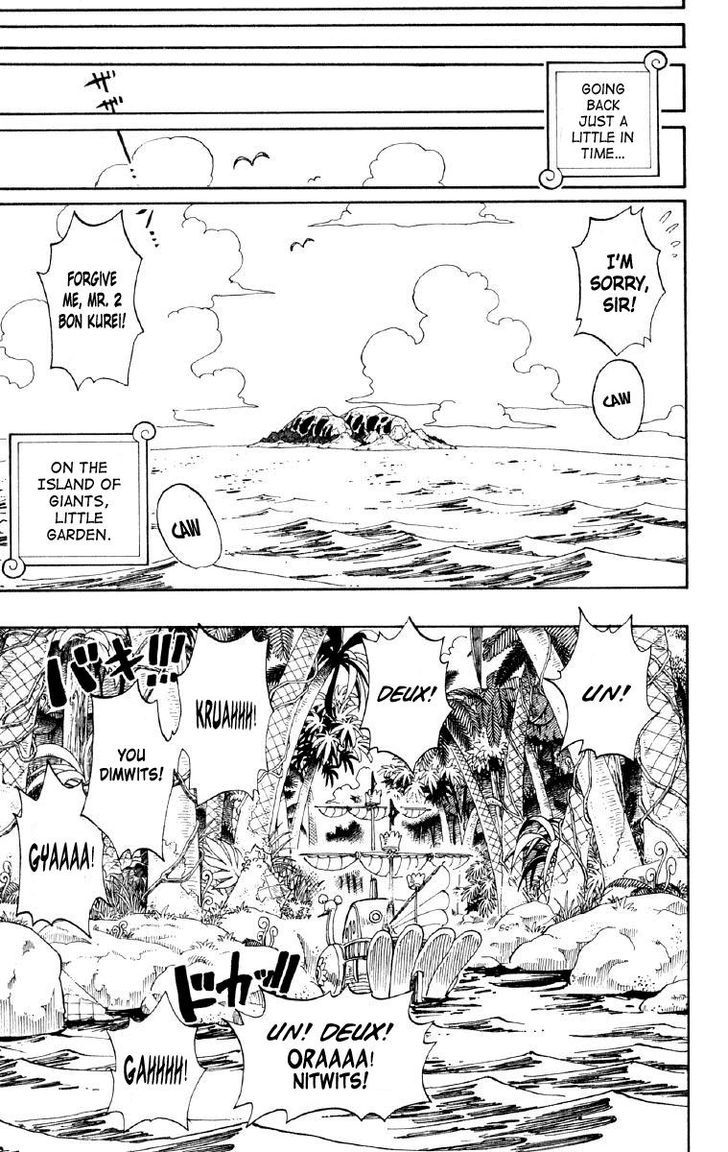 GOING
BACK
JUST A
LITTLE IN
TIME...
ザザ
I'M
SORRY,
SIR!
FORGIVE
ME, MR. 2
BON KUREI!
CAW
ON THE
ISLAND OF
GIANTS,
LITTLE
GARDEN.
CAW
UN!
DEUX!
KRUAHHH!
バキ!!!
YOU
DIMWITS!
GYAAAA!
ドカッ!!
UN! DEUX!
ORAAAA!
NITWITS!
GAHHHH!